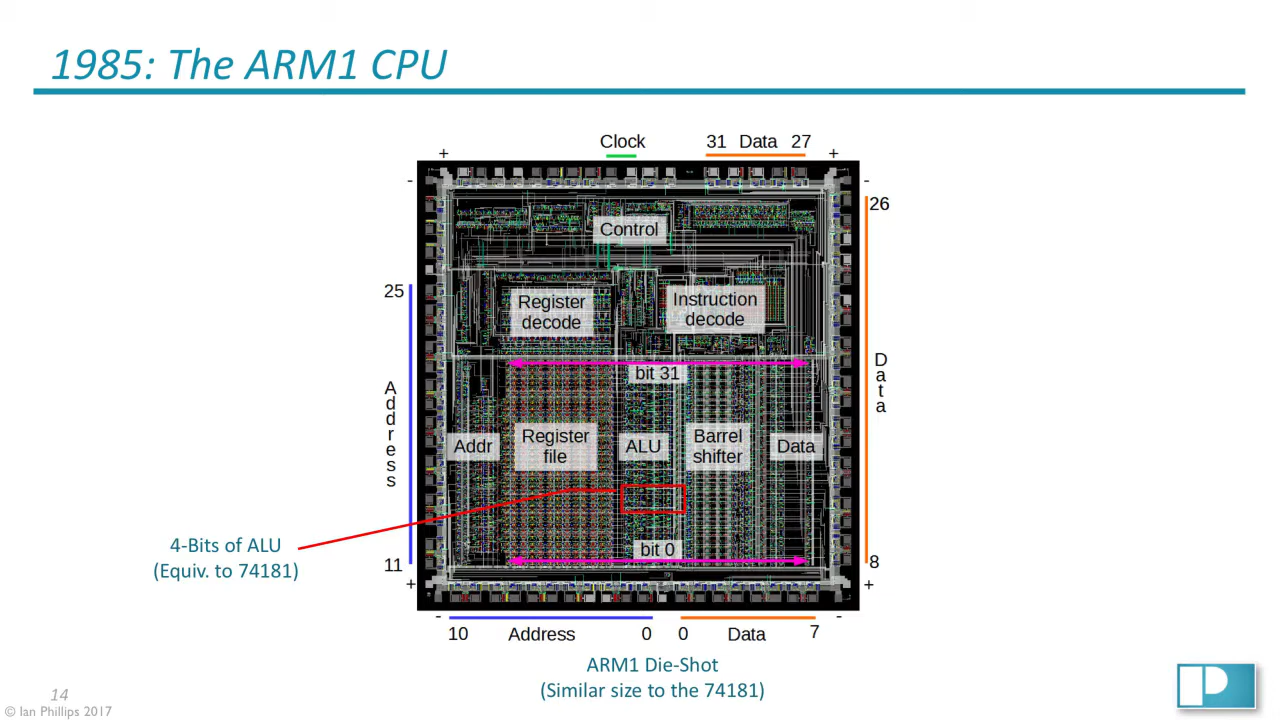 1985: The ARM1 CPU
Clock
31 Data 27
+
+
-
-
26
Control
25
Register
decode
Instruction
decode
bit 31
Address
Data
Addr
Register
file
ALU
Barrel
shifter
Data
4-Bits of ALU
(Equiv. to 74181)
bit 0
11
8
+
+
-
-
10 Address 0
0 Data 7
ARM1 Die-Shot
(Similar size to the 74181)
14
© Ian Phillips 2017
P